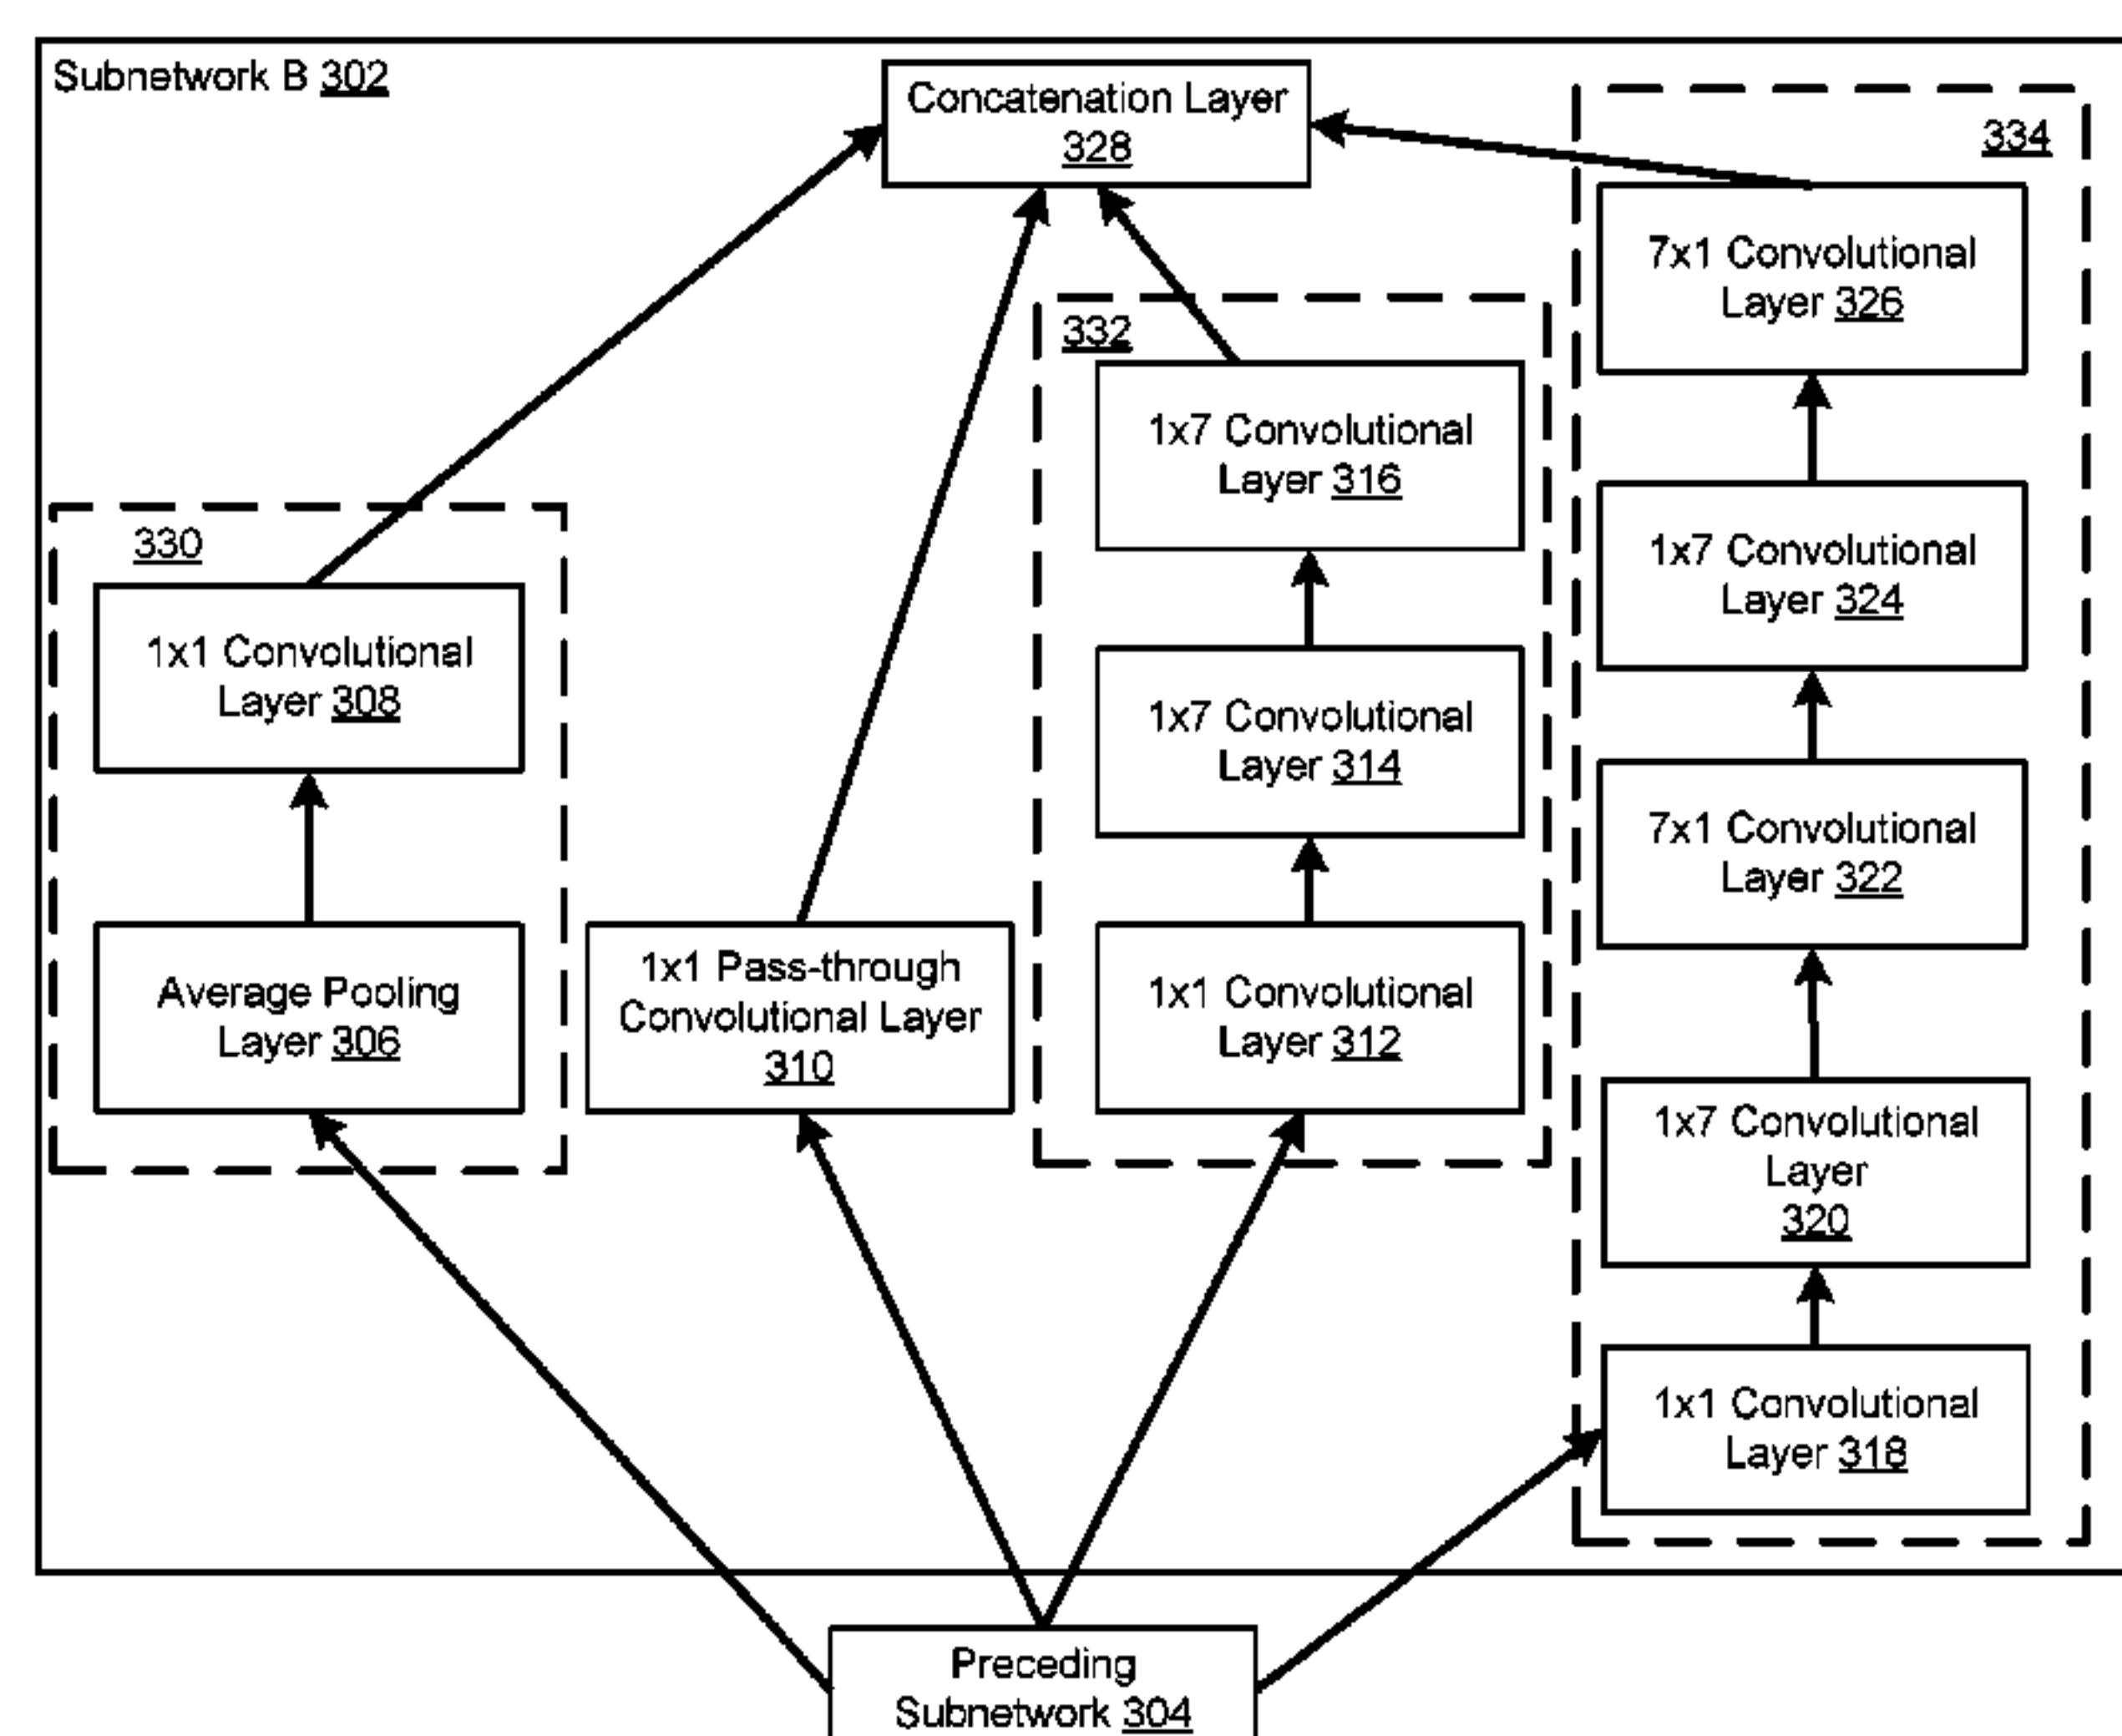 Subnetwork B 302
Concatenation Layer
328
334
7x1 Convolutional
Layer 326
332
1x7 Convolutional
Layer 316
1x7 Convolutional
Layer 324
330
1x1 Convolutional
Layer 308
1x7 Convolutional
Layer 314
7x1 Convolutional
Layer 322
Average Pooling
Layer 306
1x1 Pass-through
Convolutional Layer
310
1x1 Convolutional
Layer 312
1x7 Convolutional
Layer
320
1x1 Convolutional
Layer 318
Preceding
Subnetwork 304